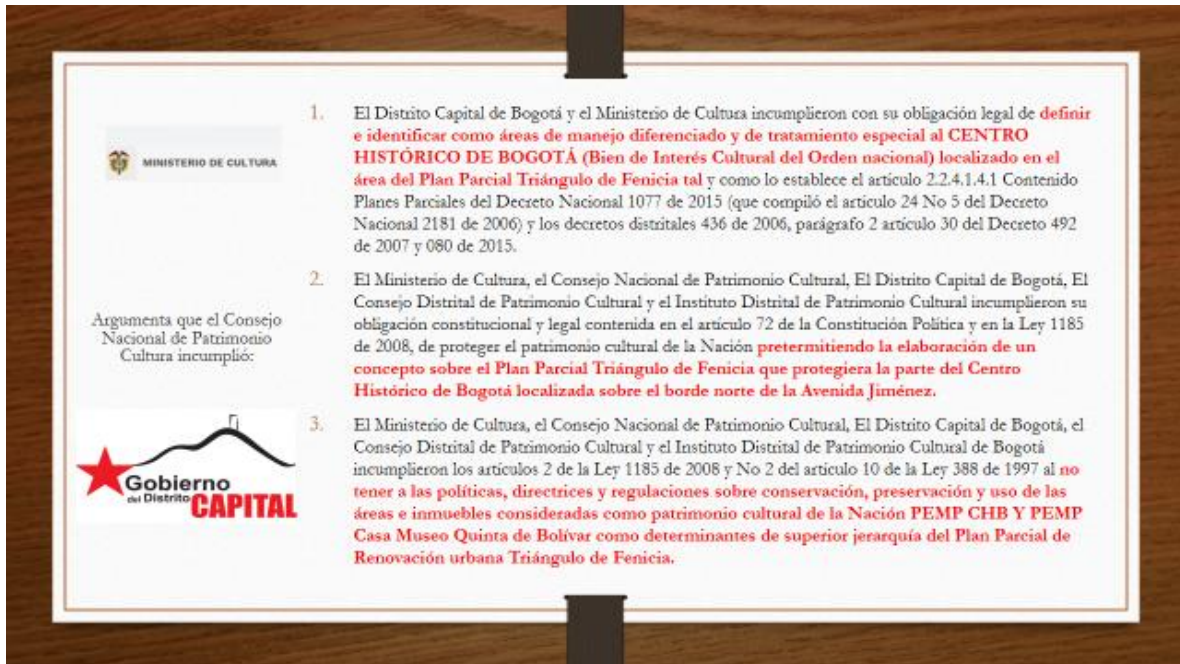 MINISTERIO DE CULTURA
Argumenta que el Consejo
Nacional de Patrimonio
Cultura incumplió:
Gobierno
del Distrito
CAPITAL
1. El Distrito Capital de Bogotá y el Ministerio de Cultura incumplieron con su obligación legal de definir
e identificar como áreas de manejo diferenciado y de tratamiento especial al CENTRO
HISTÓRICO DE BOGOTÁ (Bien de Interés Cultural del Orden nacional) localizado en el
área del Plan Parcial Triángulo de Fenicia tal y como lo establece el artículo 2.2.4.1.4.1 Contenido
Planes Parciales del Decreto Nacional 1077 de 2015 (que compiló el artículo 24 No 5 del Decreto
Nacional 2181 de 2006) y los decretos distritales 436 de 2006, parágrafo 2 artículo 30 del Decreto 492
de 2007 y 080 de 2015.
2. El Ministerio de Cultura, el Consejo Nacional de Patrimonio Cultural, El Distrito Capital de Bogotá, El
Consejo Distrital de Patrimonio Cultural y el Instituto Distrital de Patrimonio Cultural incumplieron su
obligación constitucional y legal contenida en el artículo 72 de la Constitución Política y en la Ley 1185
de 2008, de proteger el patrimonio cultural de la Nación pretermitiendo la elaboración de un
concepto sobre el Plan Parcial Triángulo de Fenicia que protegiera la parte del Centro
Histórico de Bogotá localizada sobre el borde norte de la Avenida Jiménez.
3. El Ministerio de Cultura, el Consejo Nacional de Patrimonio Cultural, El Distrito Capital de Bogotá, el
Consejo Distrital de Patrimonio Cultural y el Instituto Distrital de Patrimonio Cultural de Bogotá
incumplieron los artículos 2 de la Ley 1185 de 2008 y No 2 del artículo 10 de la Ley 388 de 1997 al no
tener a las políticas, directrices y regulaciones sobre conservación, preservación y uso de las
áreas e inmuebles consideradas como patrimonio cultural de la Nación PEMP CHB Y PEMP
Casa Museo Quinta de Bolívar como determinantes de superior jerarquía del Plan Parcial de
Renovación urbana Triángulo de Fenicia.